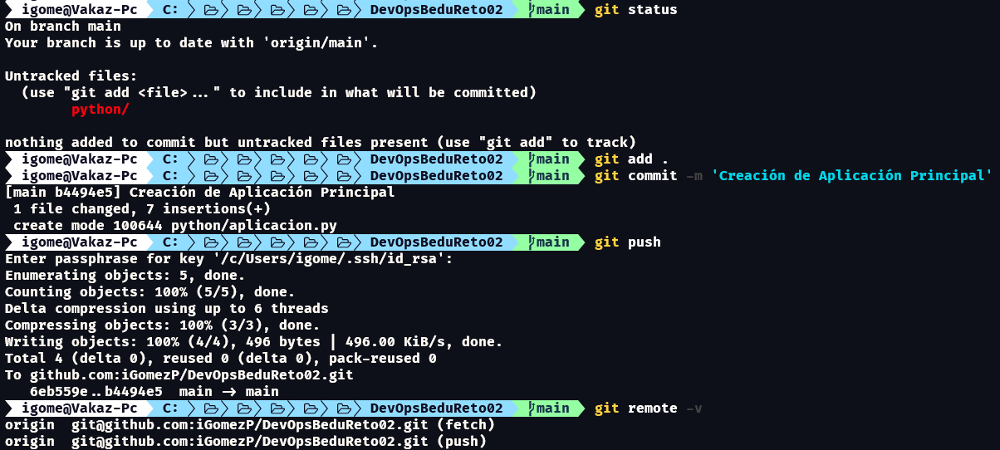 igome@Vakaz-Pc C: DevOpsBeduReto02 main git status
On branch main
Your branch is up to date with 'origin/main'.
Untracked files:
(use "git add <file>..." to include in what will be committed)
python/
nothing added to commit but untracked files present (use "git add" to track)
igome@Vakaz-Pc C: DevOpsBeduReto02 main git add .
igome@Vakaz-Pc C: DevOpsBeduReto02 main git commit -m 'Creación de Aplicación Principal'
[main b4494e5] Creación de Aplicación Principal
1 file changed, 7 insertions(+)
create mode 100644 python/aplicacion.py
igome@Vakaz-Pc C: DevOpsBeduReto02 main git push
Enter passphrase for key '/c/Users/igome/.ssh/id_rsa':
Enumerating objects: 5, done.
Counting objects: 100% (5/5), done.
Delta compression using up to 6 threads
Compressing objects: 100% (3/3), done.
Writing objects: 100% (4/4), 496 bytes | 496.00 KiB/s, done.
Total 4 (delta 0), reused 0 (delta 0), pack-reused 0
To github.com:iGomezP/DevOpsBeduReto02.git
6eb559e..b4494e5 main -> main
igome@Vakaz-Pc C: DevOpsBeduReto02 main git remote -v
origin git@github.com:iGomezP/DevOpsBeduReto02.git (fetch)
origin git@github.com:iGomezP/DevOpsBeduReto02.git (push)